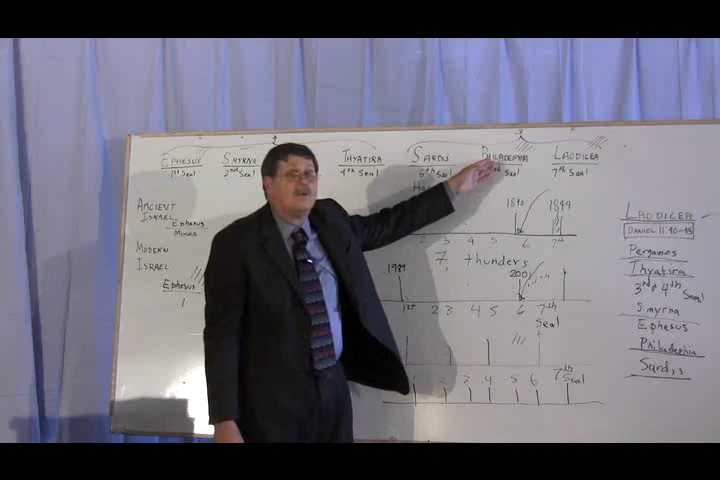 EPHESUS SMYRNA THYATIRA SARDIS PHILADELPHIA LAODICEA
1st Seal 2nd Seal 4th Seal 5th Seal Seal 7th Seal
ANCIENT
ISRAEL EPHESUS
MOSES
MODERN
ISRAEL
EPHESUS
1
1840
2 3 4 5 6 7th
7 thunders
1989 2001
1st 2 3 4 5 6 7th
Seal
7th
2 3 4 5 6 Seal
LAODICEA
DANIEL 11:40-45
Pergamos
Thyatira
3rd 4th
Seal
Smyrna
Ephesus
Philadelphia
Sardis